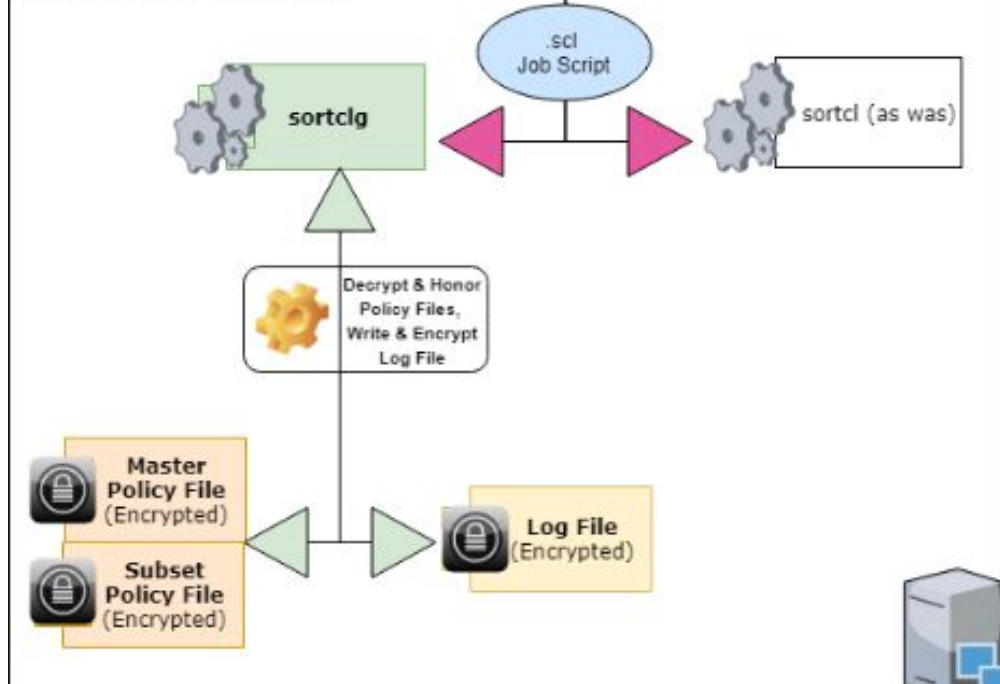 .scl
Job Script
sortclg
sortcl (as was)
Decrypt & Honor
Policy Files,
Write & Encrypt
Log File
Master
Policy File
(Encrypted)
Log File
(Encrypted)
Subset
Policy File
(Encrypted)